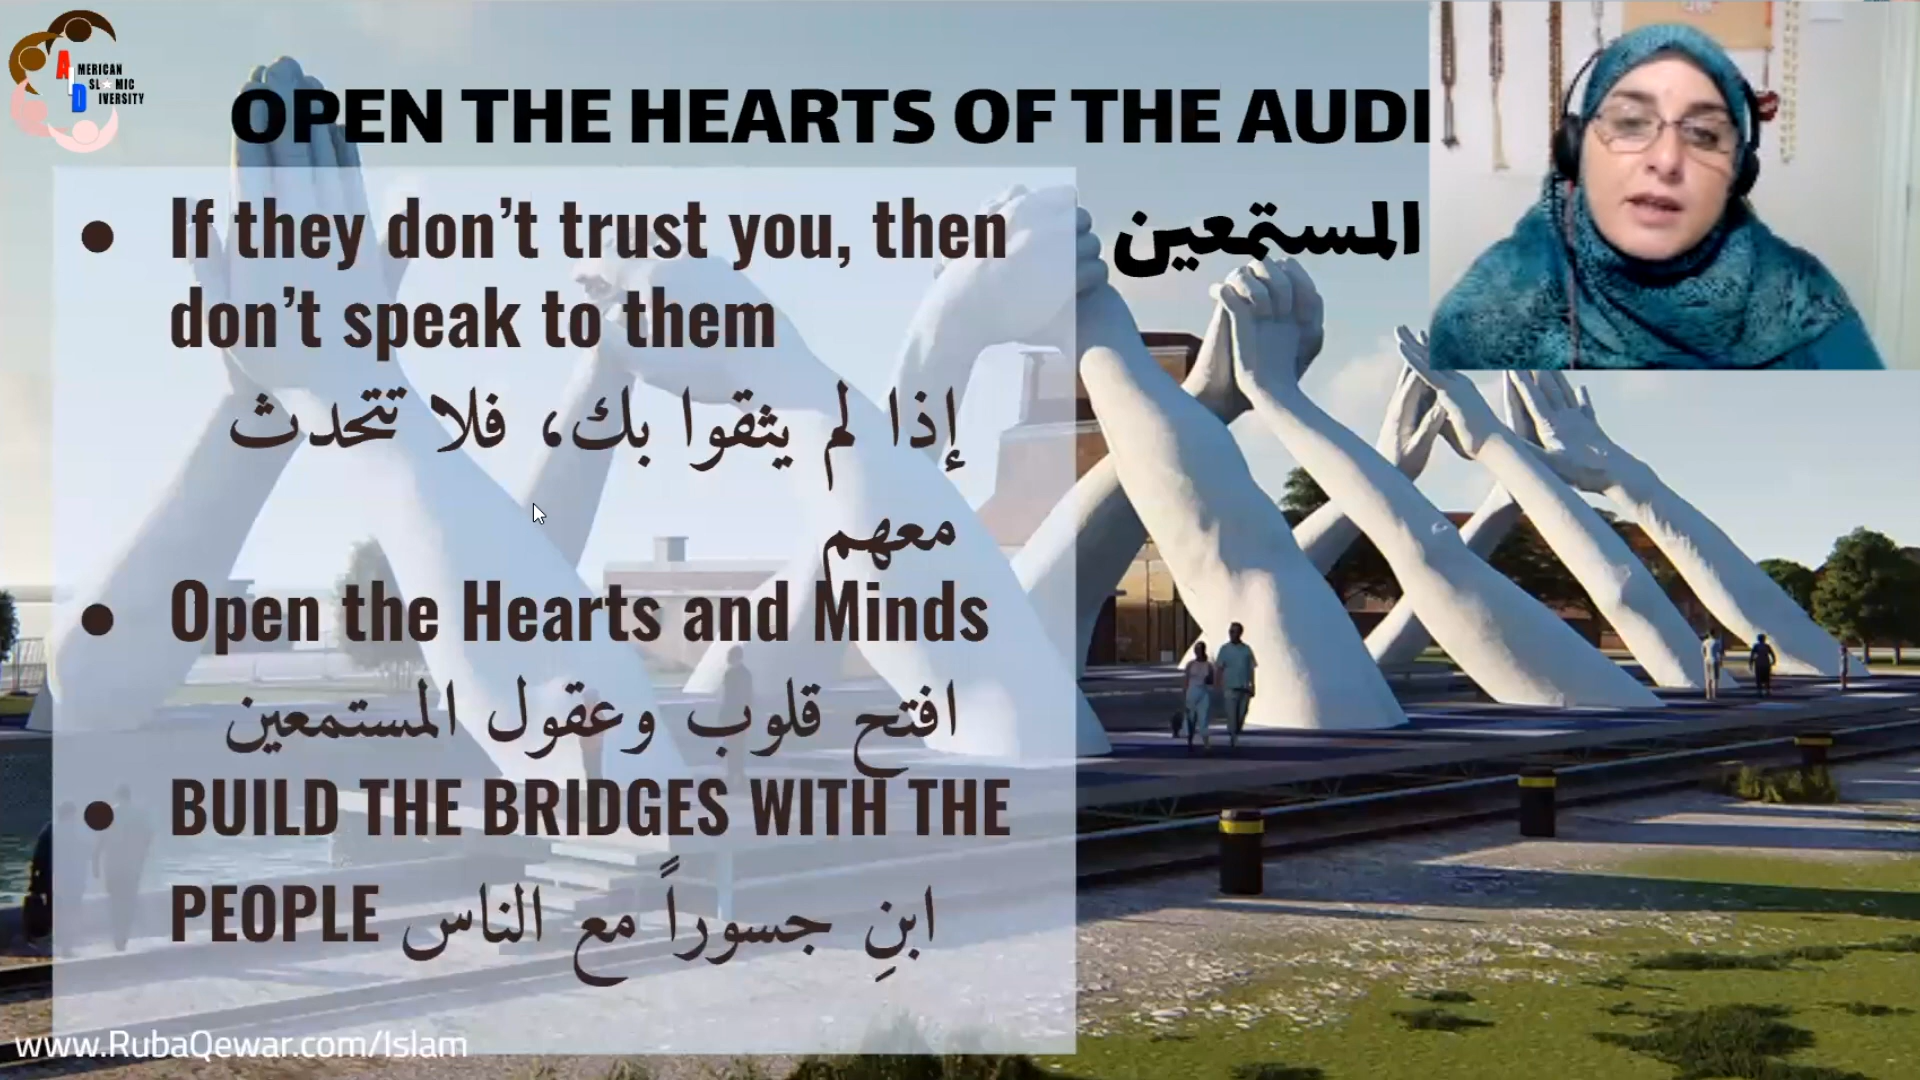 AMERICAN
ISLAMIC
DIVERSITY
OPEN THE HEARTS OF THE AUDI
المستمعين
• If they don't trust you, then
don't speak to them
إذا لم يثقوا بك، فلا تتحدث
معهم
• Open the Hearts and Minds
افتح قلوب وعقول المستمعين
• BUILD THE BRIDGES WITH THE
PEOPLE ابنِ جسوراً مع الناس
www.RubaQewar.com/Islam